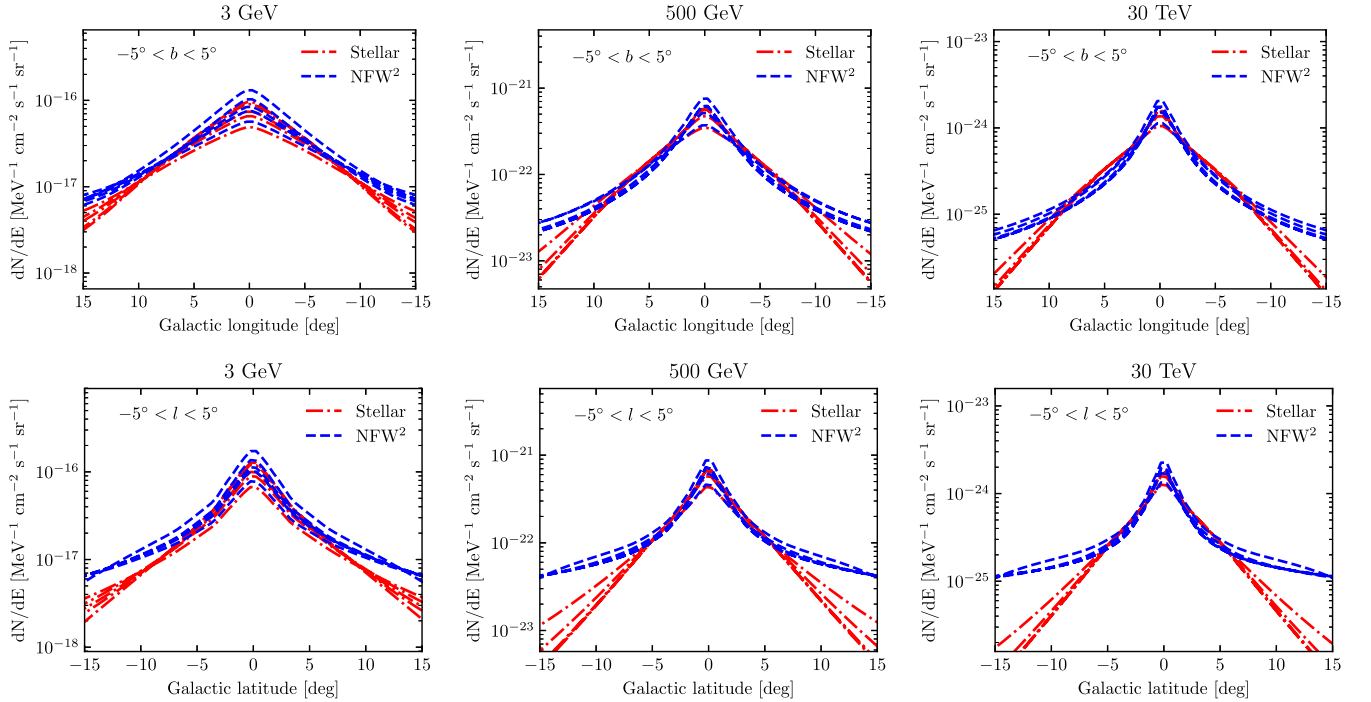 3 GeV
dN/dE [MeV⁻¹ cm⁻² s⁻¹ sr⁻¹]
−5° < b < 5°
Stellar
NFW²
10⁻¹⁶
10⁻¹⁷
10⁻¹⁸
15 10 5 0 −5 −10 −15
Galactic longitude [deg]
500 GeV
dN/dE [MeV⁻¹ cm⁻² s⁻¹ sr⁻¹]
−5° < b < 5°
Stellar
NFW²
10⁻²¹
10⁻²²
10⁻²³
15 10 5 0 −5 −10 −15
Galactic longitude [deg]
30 TeV
dN/dE [MeV⁻¹ cm⁻² s⁻¹ sr⁻¹]
10⁻²³
−5° < b < 5°
Stellar
NFW²
10⁻²⁴
10⁻²⁵
15 10 5 0 −5 −10 −15
Galactic longitude [deg]
3 GeV
dN/dE [MeV⁻¹ cm⁻² s⁻¹ sr⁻¹]
−5° < l < 5°
Stellar
NFW²
10⁻¹⁶
10⁻¹⁷
10⁻¹⁸
−15 −10 −5 0 5 10 15
Galactic latitude [deg]
500 GeV
dN/dE [MeV⁻¹ cm⁻² s⁻¹ sr⁻¹]
−5° < l < 5°
Stellar
NFW²
10⁻²¹
10⁻²²
10⁻²³
−15 −10 −5 0 5 10 15
Galactic latitude [deg]
30 TeV
dN/dE [MeV⁻¹ cm⁻² s⁻¹ sr⁻¹]
10⁻²³
−5° < l < 5°
Stellar
NFW²
10⁻²⁴
10⁻²⁵
−15 −10 −5 0 5 10 15
Galactic latitude [deg]